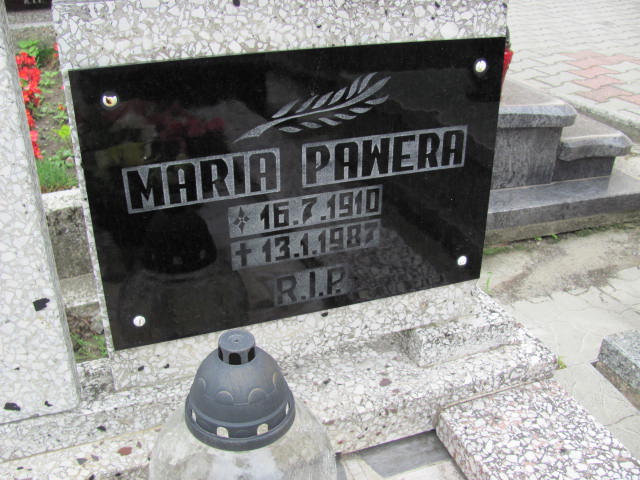 MARIA PAWERA
16.7.1910
✝ 13.1.1987
R.I.P.